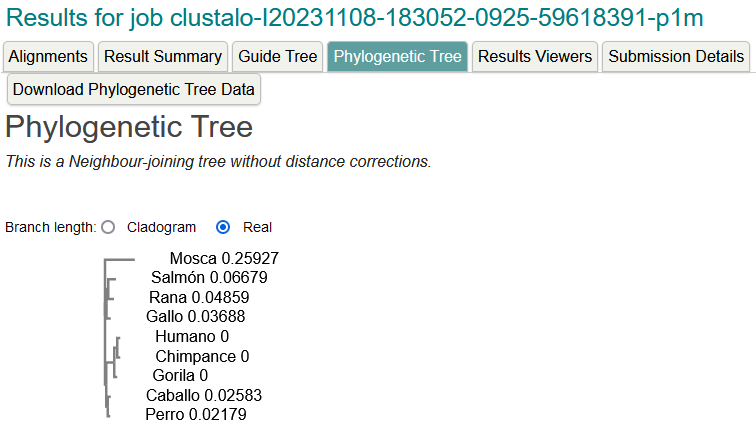 Results for job clustalo-I20231108-183052-0925-59618391-p1m
Alignments Result Summary Guide Tree Phylogenetic Tree Results Viewers Submission Details
Download Phylogenetic Tree Data
Phylogenetic Tree
This is a Neighbour-joining tree without distance corrections.
Branch length: Cladogram Real
Mosca 0.25927
Salmón 0.06679
Rana 0.04859
Gallo 0.03688
Humano 0
Chimpance 0
Gorila 0
Caballo 0.02583
Perro 0.02179